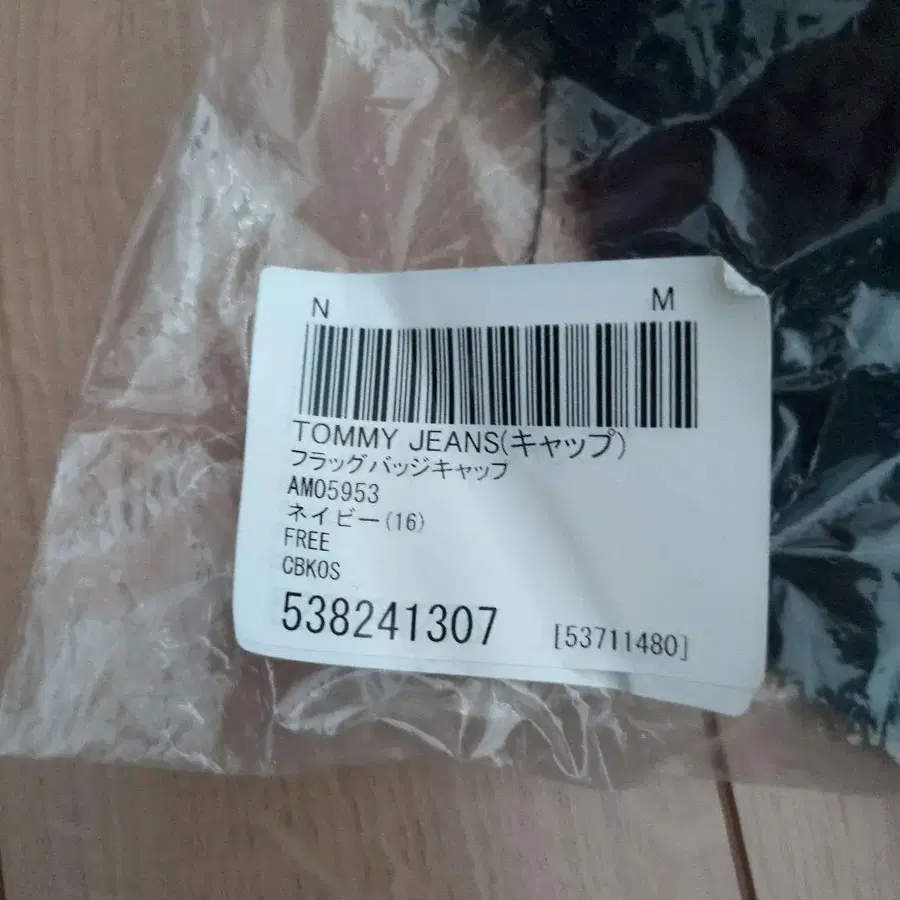 N M
TOMMY JEANS(キャップ)
フラッグバッジキャップ
AM05953
ネイビー(16)
FREE
CBKOS
538241307 [53711480]